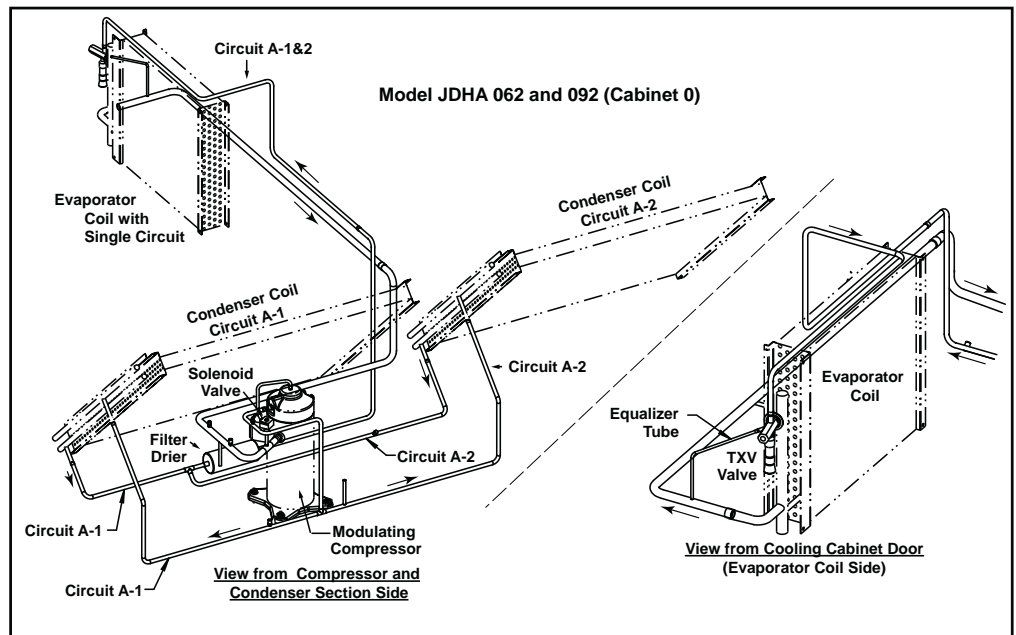 Circuit A-1&2
Model JDHA 062 and 092 (Cabinet 0)
Evaporator
Coil with
Single Circuit
Condenser Coil
Circuit A-2
Condenser Coil
Circuit A-1
Solenoid
Valve
Circuit A-2
Filter
Drier
Circuit A-2
Circuit A-1
Modulating
Compressor
Circuit A-1
View from Compressor and
Condenser Section Side
Evaporator
Coil
Equalizer
Tube
TXV
Valve
View from Cooling Cabinet Door
(Evaporator Coil Side)